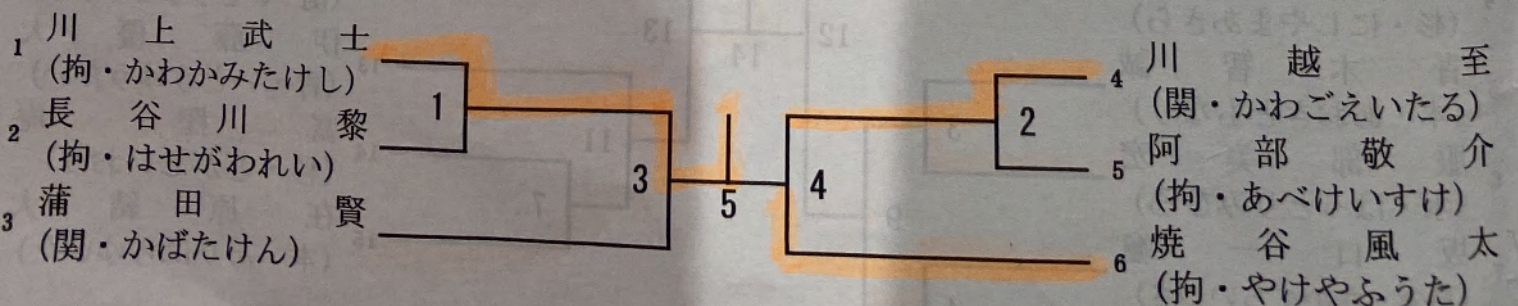 1 川上武士
(拘・かわかみたけし)
2 長谷川黎
(拘・はせがわれい)
3 蒲田賢
(関・かばたけん)
1
3
5
4
2
4 川越至
(関・かわごえいたる)
5 阿部敬介
(拘・あべけいすけ)
6 焼谷風太
(拘・やけやふうた)